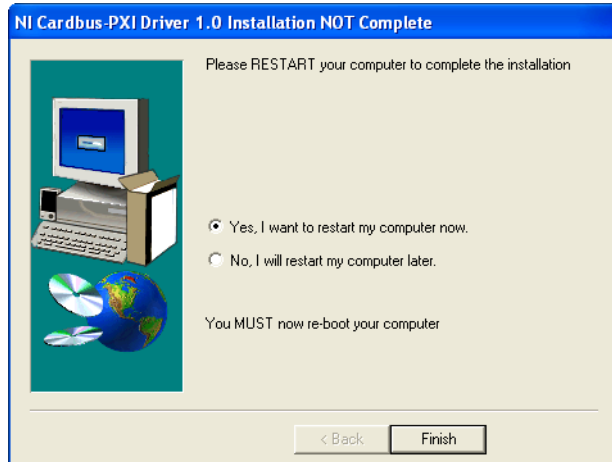 NI Cardbus-PXI Driver 1.0 Installation NOT Complete
Please RESTART your computer to complete the installation
Yes, I want to restart my computer now.
No, I will restart my computer later.
You MUST now re-boot your computer
< Back
Finish